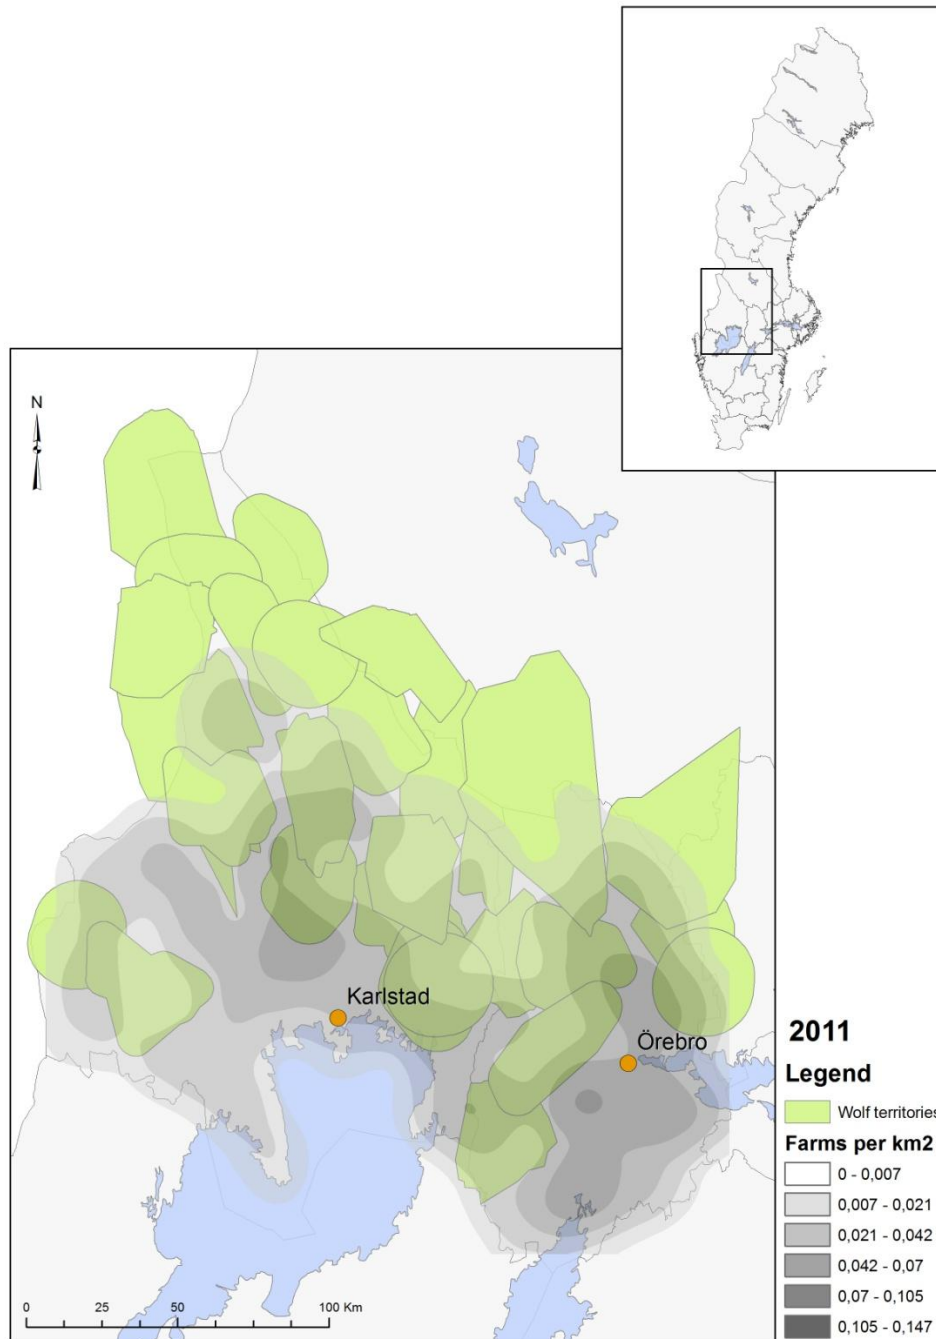 N
Karlstad
Örebro
2011
Legend
Wolf territories
Farms per km2
0 - 0,007
0,007 - 0,021
0,021 - 0,042
0,042 - 0,07
0,07 - 0,105
0,105 - 0,147
0 25 50 100 Km